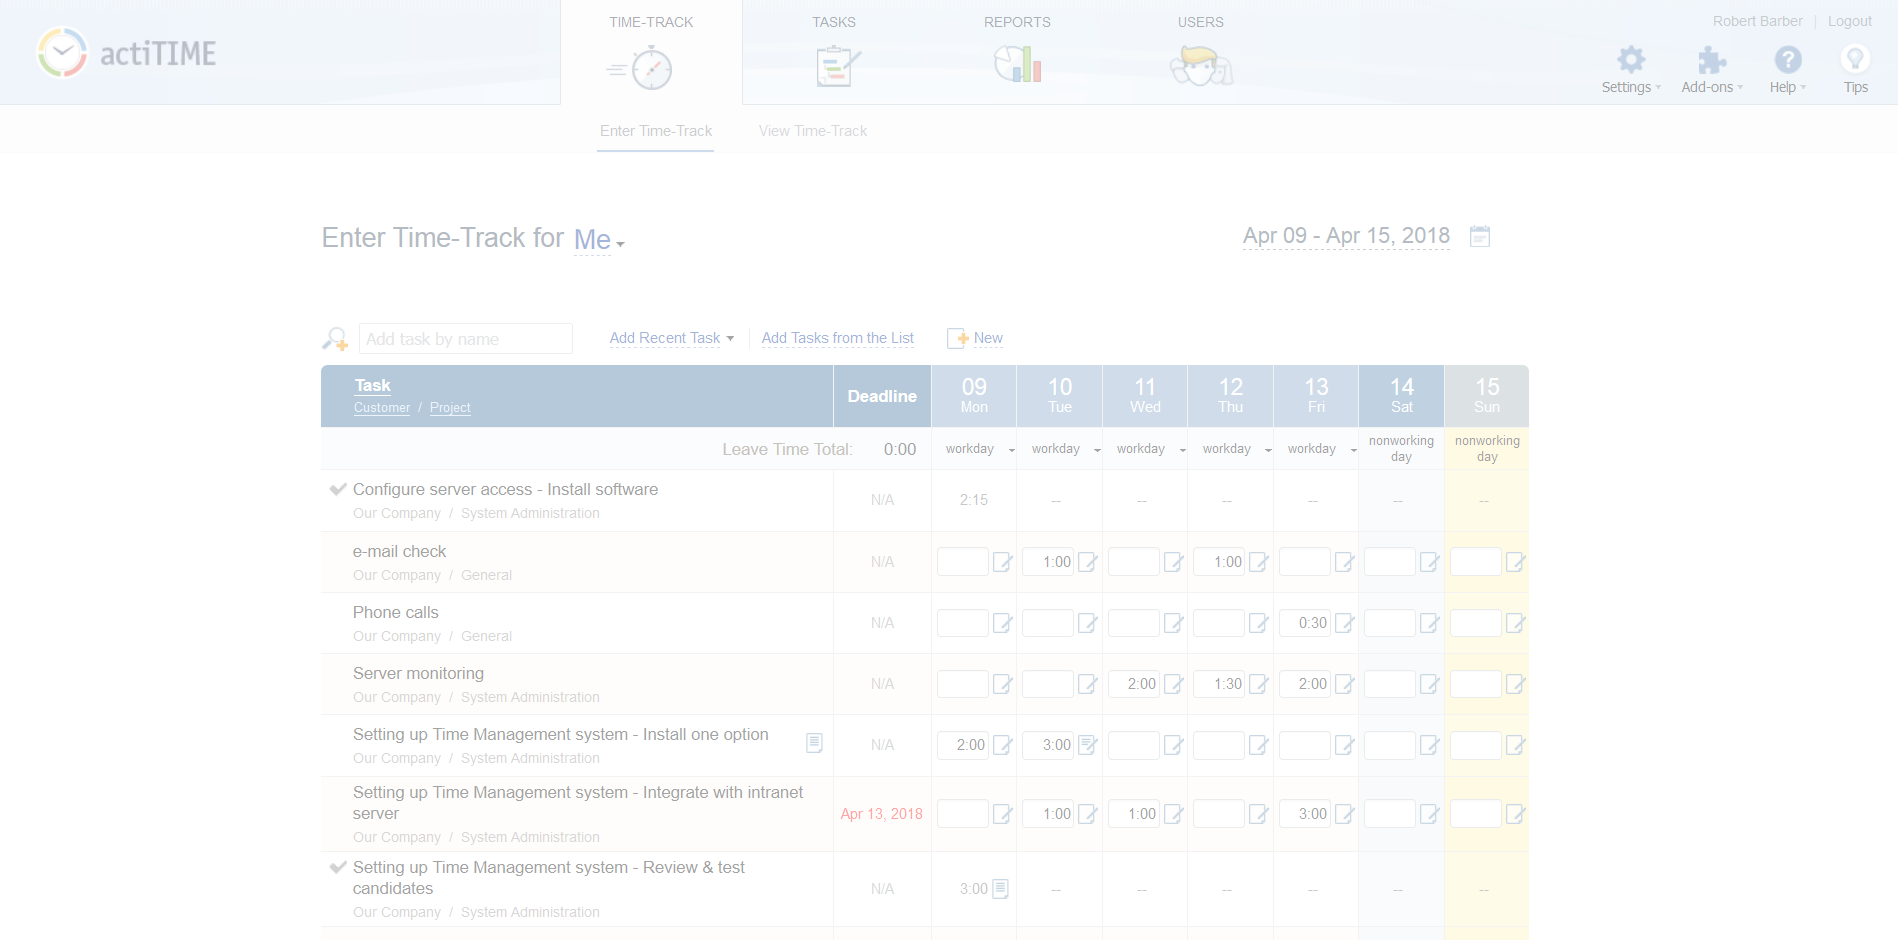 actiTIME
TIME-TRACK
TASKS
REPORTS
USERS
Robert Barber | Logout
Settings
Add-ons
Help
Tips
Enter Time-Track
View Time-Track
Enter Time-Track for Me
Apr 09 - Apr 15, 2018
Add task by name
Add Recent Task
Add Tasks from the List
New
Task
Customer / Project
Deadline
09
Mon
10
Tue
11
Wed
12
Thu
13
Fri
14
Sat
15
Sun
Leave Time Total: 0:00
workday
workday
workday
workday
workday
nonworking
day
nonworking
day
Configure server access - Install software
Our Company / System Administration
N/A 2:15 -- -- -- -- -- --
e-mail check
Our Company / General
N/A 1:00 1:00
Phone calls
Our Company / General
N/A 0:30
Server monitoring
Our Company / System Administration
N/A 2:00 1:30 2:00
Setting up Time Management system - Install one option
Our Company / System Administration
N/A 2:00 3:00
Setting up Time Management system - Integrate with intranet
server
Our Company / System Administration
Apr 13, 2018 1:00 1:00 3:00
Setting up Time Management system - Review & test
candidates
Our Company / System Administration
N/A 3:00 -- -- -- -- -- --